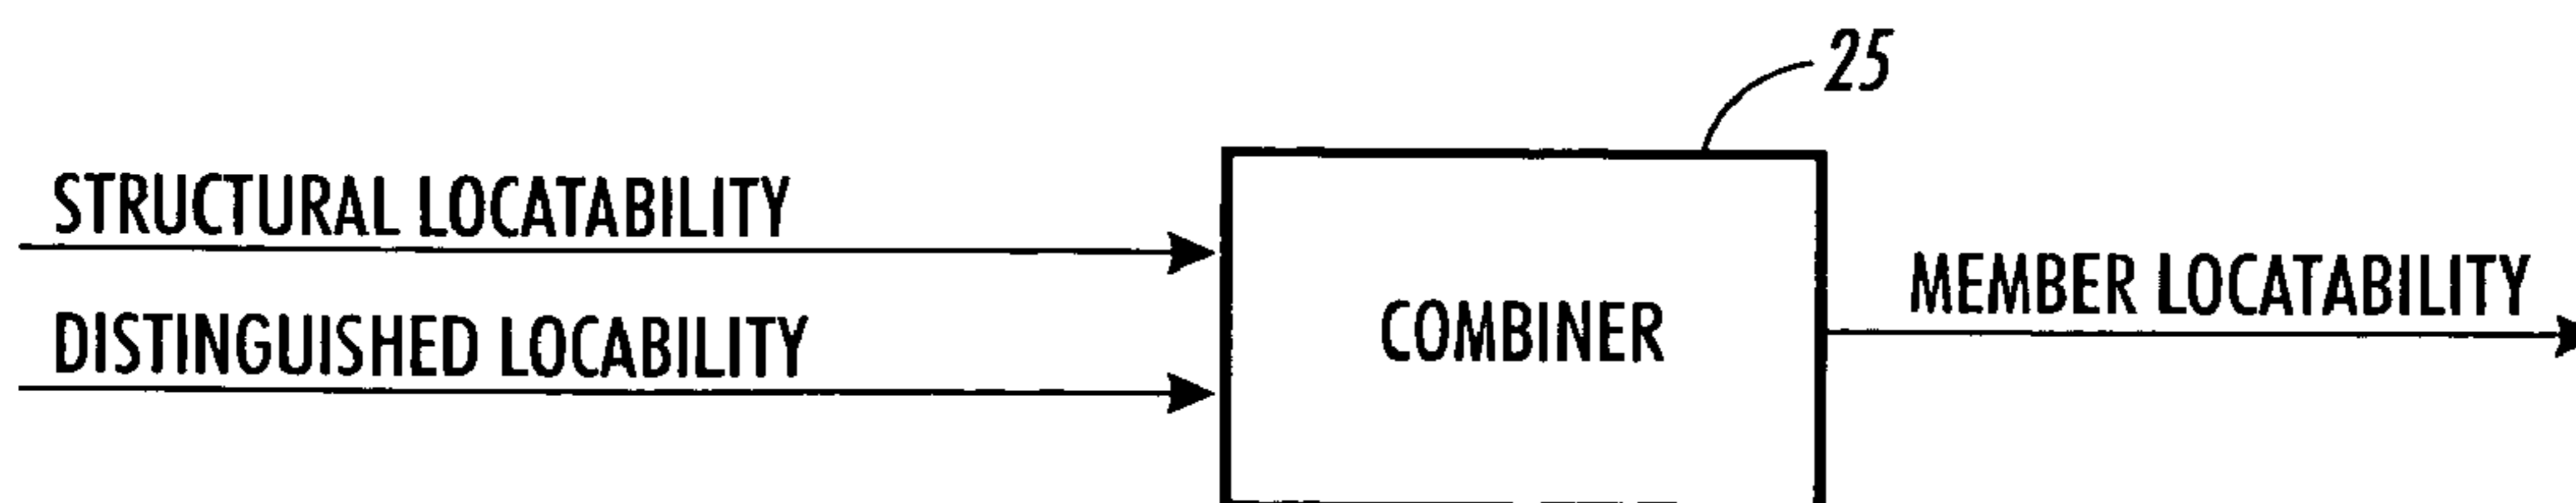 25
STRUCTURAL LOCATABILITY
DISTINGUISHED LOCABILITY
COMBINER
MEMBER LOCATABILITY